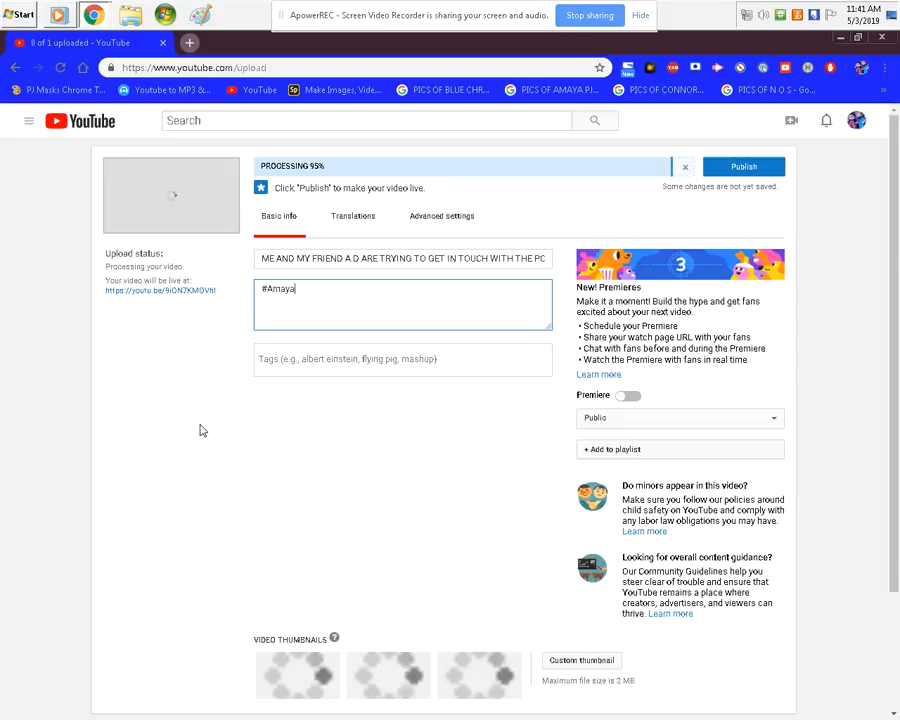 Start
ApowerREC - Screen Video Recorder is sharing your screen and audio.
Stop sharing
Hide
11:41 AM
5/3/2019
0 of 1 uploaded - YouTube
https://www.youtube.com/upload
New
PJ Masks Chrome T...
Youtube to MP3 &...
YouTube
Sp Make Images, Vide...
PICS OF BLUE CHR...
PICS OF AMAYA PJ...
PICS OF CONNOR...
PICS OF N O S - Go...
YouTube
Search
PROCESSING 95%
Publish
Click "Publish" to make your video live.
Some changes are not yet saved.
Basic info
Translations
Advanced settings
Upload status:
Processing your video.
Your video will be live at:
https://youtu.be/9iON7KMOVhI
ME AND MY FRIEND A.D ARE TRYING TO GET IN TOUCH WITH THE PC
#Amaya
Tags (e.g., albert einstein, flying pig, mashup)
3
New! Premieres
Make it a moment! Build the hype and get fans
excited about your next video.
• Schedule your Premiere
• Share your watch page URL with your fans
• Chat with fans before and during the Premiere
• Watch the Premiere with fans in real time
Learn more
Premiere
Public
+ Add to playlist
Do minors appear in this video?
Make sure you follow our policies around
child safety on YouTube and comply with
any labor law obligations you may have.
Learn more
Looking for overall content guidance?
Our Community Guidelines help you
steer clear of trouble and ensure that
YouTube remains a place where
creators, advertisers, and viewers can
thrive. Learn more
VIDEO THUMBNAILS ?
Custom thumbnail
Maximum file size is 2 MB.